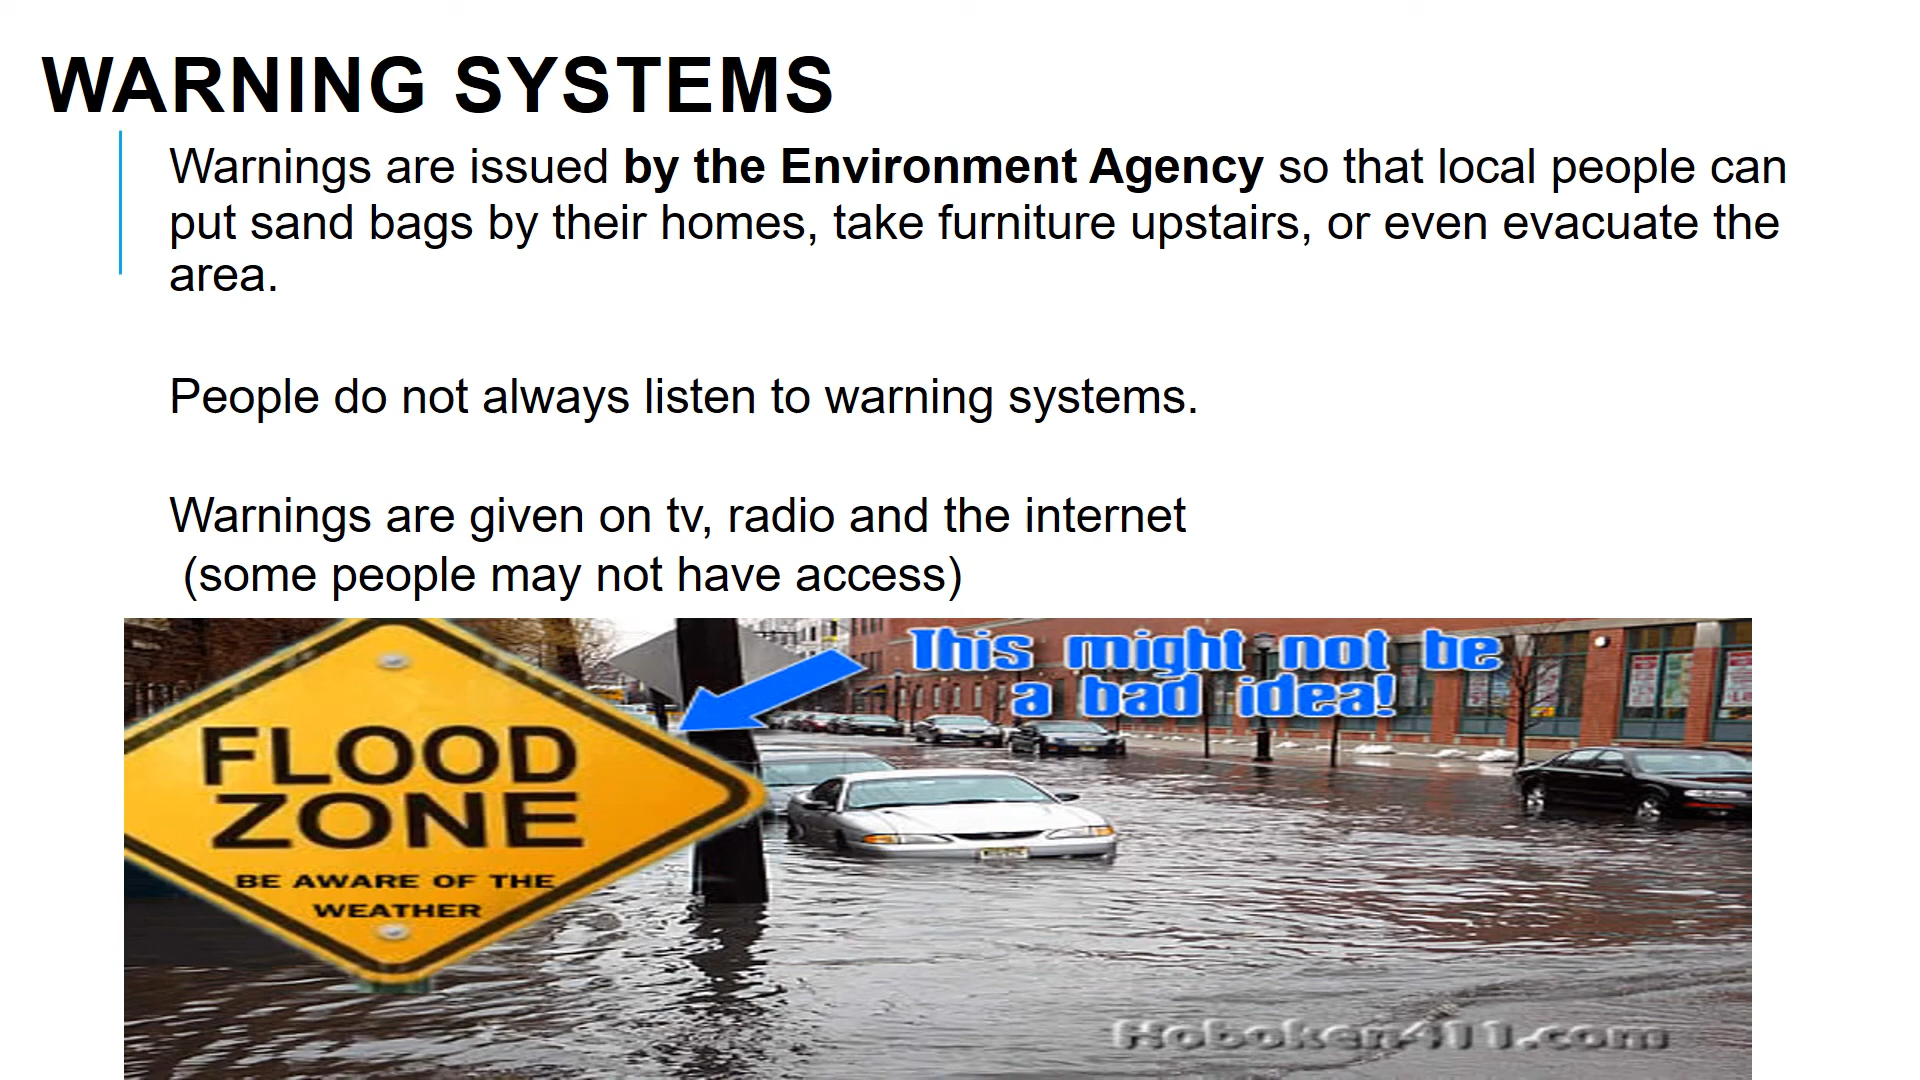 WARNING SYSTEMS
Warnings are issued by the Environment Agency so that local people can
put sand bags by their homes, take furniture upstairs, or even evacuate the
area.
People do not always listen to warning systems.
Warnings are given on tv, radio and the internet
(some people may not have access)
This might not be
a bad idea!
FLOOD
ZONE
BE AWARE OF THE
WEATHER
Hoboken411.com